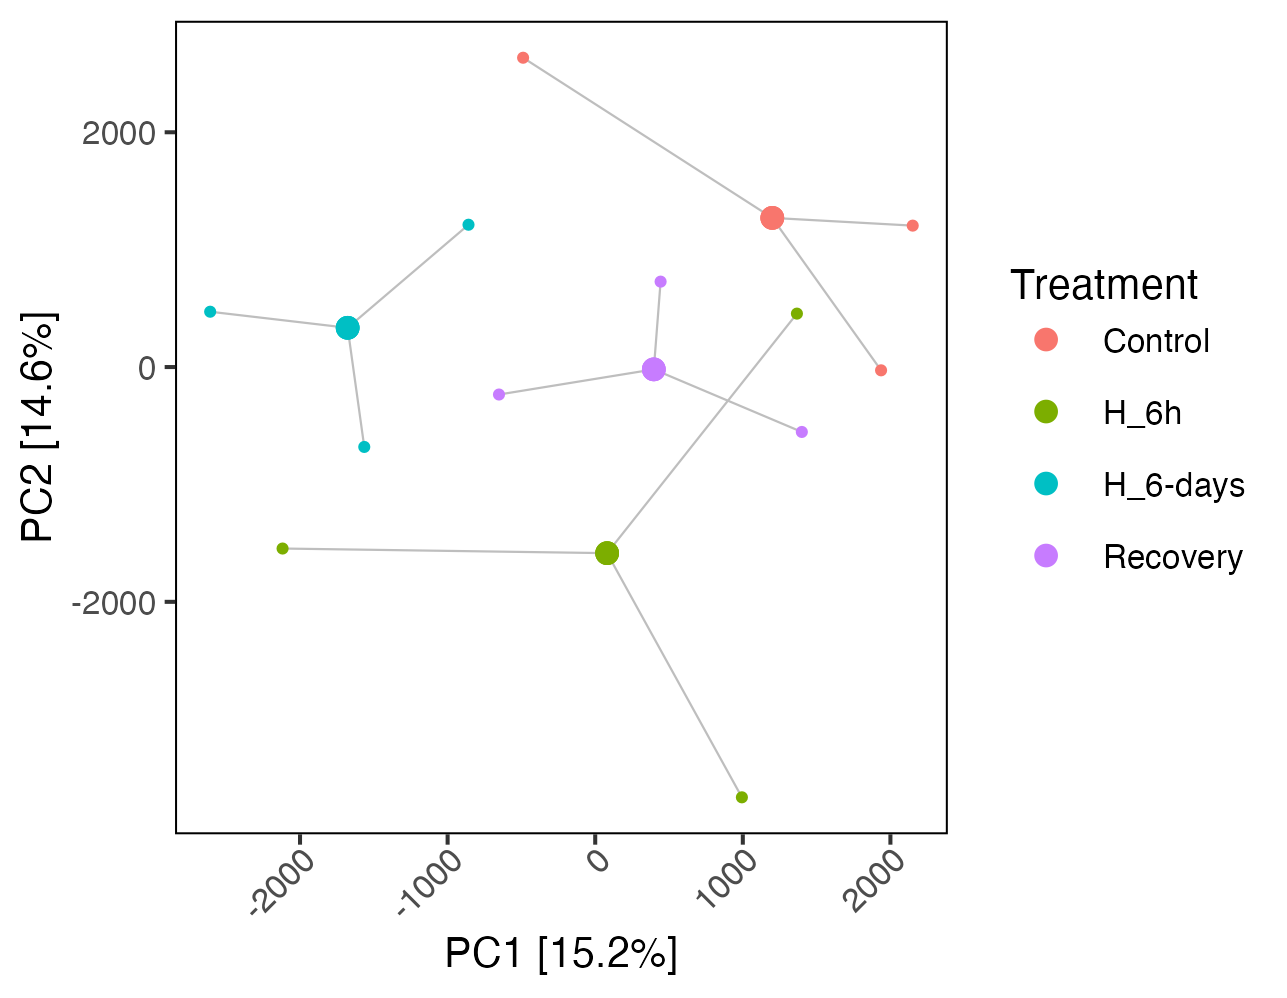 2000
0
-2000
PC2 [14.6%]
-2000
-1000
0
1000
2000
PC1 [15.2%]
Treatment
Control
H_6h
H_6-days
Recovery